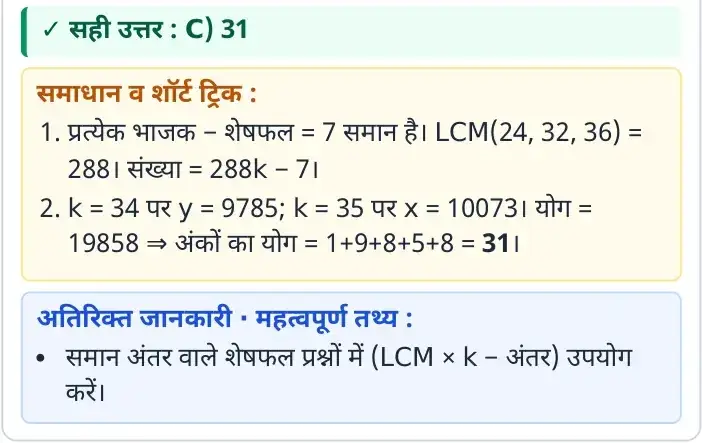 ✓ सही उत्तर : C) 31
समाधान व शॉर्ट ट्रिक :
1. प्रत्येक भाजक − शेषफल = 7 समान है। LCM(24, 32, 36) =
288। संख्या = 288k − 7।
2. k = 34 पर y = 9785; k = 35 पर x = 10073। योग =
19858 ⇒ अंकों का योग = 1+9+8+5+8 = 31।
अतिरिक्त जानकारी · महत्वपूर्ण तथ्य :
• समान अंतर वाले शेषफल प्रश्नों में (LCM × k − अंतर) उपयोग
करें।